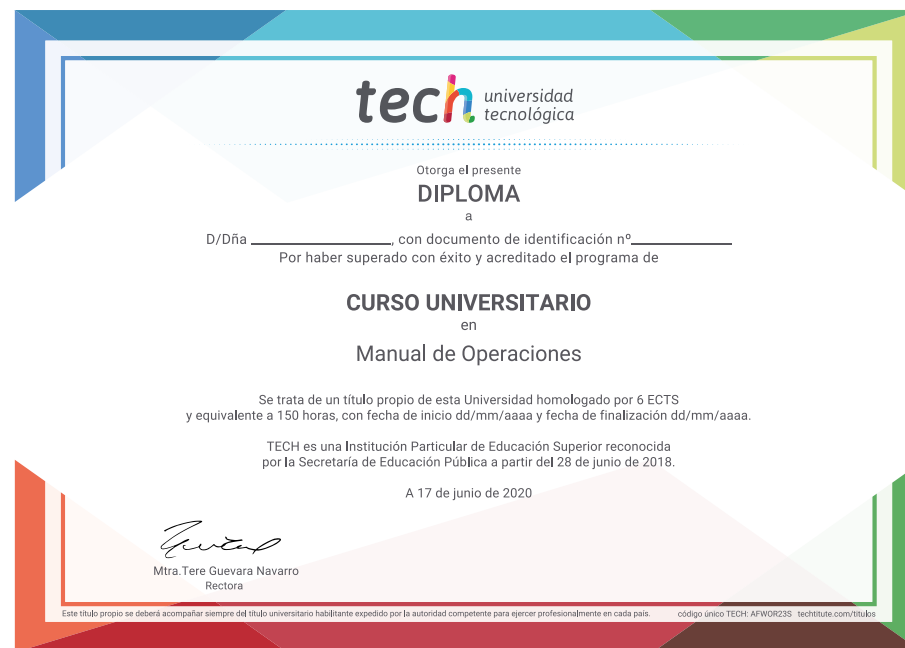 tech universidad
tecnológica
Otorga el presente
DIPLOMA
a
D/Dña ____________________, con documento de identificación nº______________
Por haber superado con éxito y acreditado el programa de
CURSO UNIVERSITARIO
en
Manual de Operaciones
Se trata de un título propio de esta Universidad homologado por 6 ECTS
y equivalente a 150 horas, con fecha de inicio dd/mm/aaaa y fecha de finalización dd/mm/aaaa.
TECH es una Institución Particular de Educación Superior reconocida
por la Secretaría de Educación Pública a partir del 28 de junio de 2018.
A 17 de junio de 2020
Mtra.Tere Guevara Navarro
Rectora
Este título propio se deberá acompañar siempre del título universitario habilitante expedido por la autoridad competente para ejercer profesionalmente en cada país. código único TECH: AFWOR23S techtitute.com/titulos